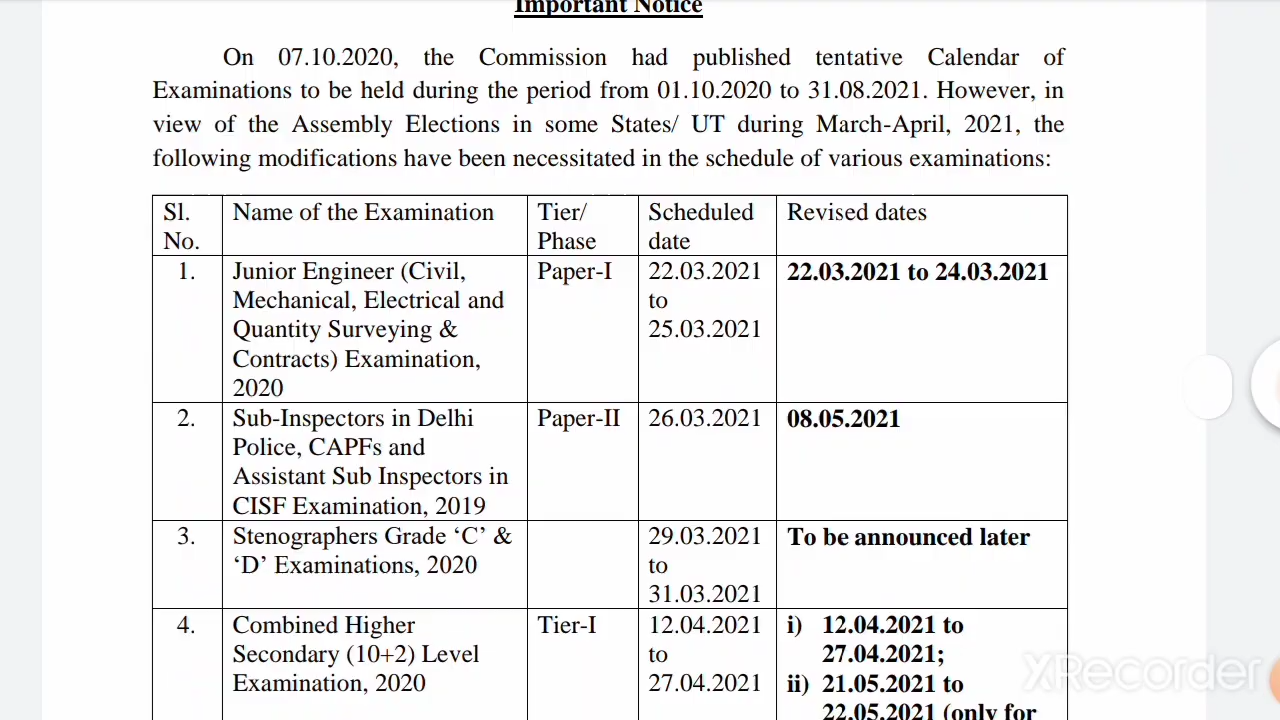 Important Notice
On 07.10.2020, the Commission had published tentative Calendar of
Examinations to be held during the period from 01.10.2020 to 31.08.2021. However, in
view of the Assembly Elections in some States/ UT during March-April, 2021, the
following modifications have been necessitated in the schedule of various examinations:
Sl. No. Name of the Examination Tier/ Phase Scheduled date Revised dates
1. Junior Engineer (Civil, Paper-I 22.03.2021 22.03.2021 to 24.03.2021
Mechanical, Electrical and to
Quantity Surveying & 25.03.2021
Contracts) Examination,
2020
2. Sub-Inspectors in Delhi Paper-II 26.03.2021 08.05.2021
Police, CAPFs and
Assistant Sub Inspectors in
CISF Examination, 2019
3. Stenographers Grade ‘C’ & 29.03.2021 To be announced later
‘D’ Examinations, 2020 to
31.03.2021
4. Combined Higher Tier-I 12.04.2021 i) 12.04.2021 to
Secondary (10+2) Level to 27.04.2021;
Examination, 2020 27.04.2021 ii) 21.05.2021 to
22.05.2021 (only for
XRecorder